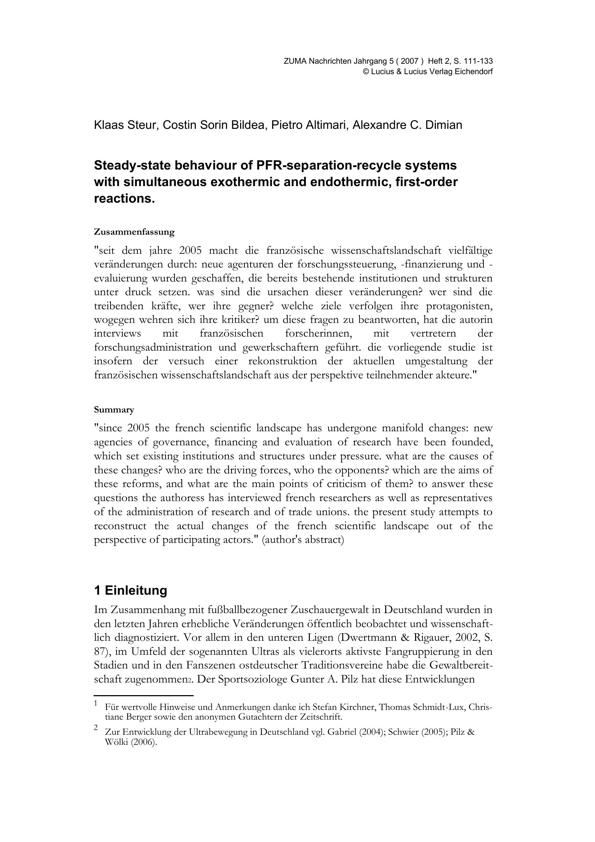 ZUMA Nachrichten Jahrgang 5 ( 2007 ) Heft 2, S. 111-133
© Lucius & Lucius Verlag Eichendorf
Klaas Steur, Costin Sorin Bildea, Pietro Altimari, Alexandre C. Dimian
Steady-state behaviour of PFR-separation-recycle systems
with simultaneous exothermic and endothermic, first-order
reactions.
Zusammenfassung
"seit dem jahre 2005 macht die französische wissenschaftslandschaft vielfältige
veränderungen durch: neue agenturen der forschungssteuerung, -finanzierung und -
evaluierung wurden geschaffen, die bereits bestehende institutionen und strukturen
unter druck setzen. was sind die ursachen dieser veränderungen? wer sind die
treibenden kräfte, wer ihre gegner? welche ziele verfolgen ihre protagonisten,
wogegen wehren sich ihre kritiker? um diese fragen zu beantworten, hat die autorin
interviews mit französischen forscherinnen, mit vertretern der
forschungsadministration und gewerkschaftern geführt. die vorliegende studie ist
insofern der versuch einer rekonstruktion der aktuellen umgestaltung der
französischen wissenschaftslandschaft aus der perspektive teilnehmender akteure."
Summary
"since 2005 the french scientific landscape has undergone manifold changes: new
agencies of governance, financing and evaluation of research have been founded,
which set existing institutions and structures under pressure. what are the causes of
these changes? who are the driving forces, who the opponents? which are the aims of
these reforms, and what are the main points of criticism of them? to answer these
questions the authoress has interviewed french researchers as well as representatives
of the administration of research and of trade unions. the present study attempts to
reconstruct the actual changes of the french scientific landscape out of the
perspective of participating actors." (author's abstract)
1 Einleitung
Im Zusammenhang mit fußballbezogener Zuschauergewalt in Deutschland wurden in
den letzten Jahren erhebliche Veränderungen öffentlich beobachtet und wissenschaft-
lich diagnostiziert. Vor allem in den unteren Ligen (Dwertmann & Rigauer, 2002, S.
87), im Umfeld der sogenannten Ultras als vielerorts aktivste Fangruppierung in den
Stadien und in den Fanszenen ostdeutscher Traditionsvereine habe die Gewaltbereit-
schaft zugenommen2. Der Sportsoziologe Gunter A. Pilz hat diese Entwicklungen
1 Für wertvolle Hinweise und Anmerkungen danke ich Stefan Kirchner, Thomas Schmidt-Lux, Chris-
tiane Berger sowie den anonymen Gutachtern der Zeitschrift.
2 Zur Entwicklung der Ultrabewegung in Deutschland vgl. Gabriel (2004); Schwier (2005); Pilz &
Wölki (2006).